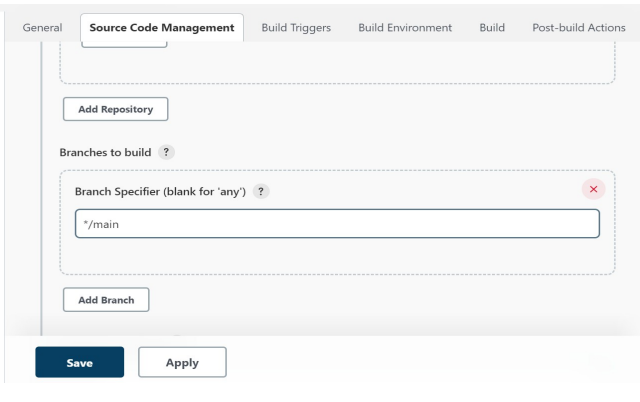 General Source Code Management Build Triggers Build Environment Build Post-build Actions
Add Repository
Branches to build ?
Branch Specifier (blank for 'any') ?
*/main
Add Branch
Save Apply